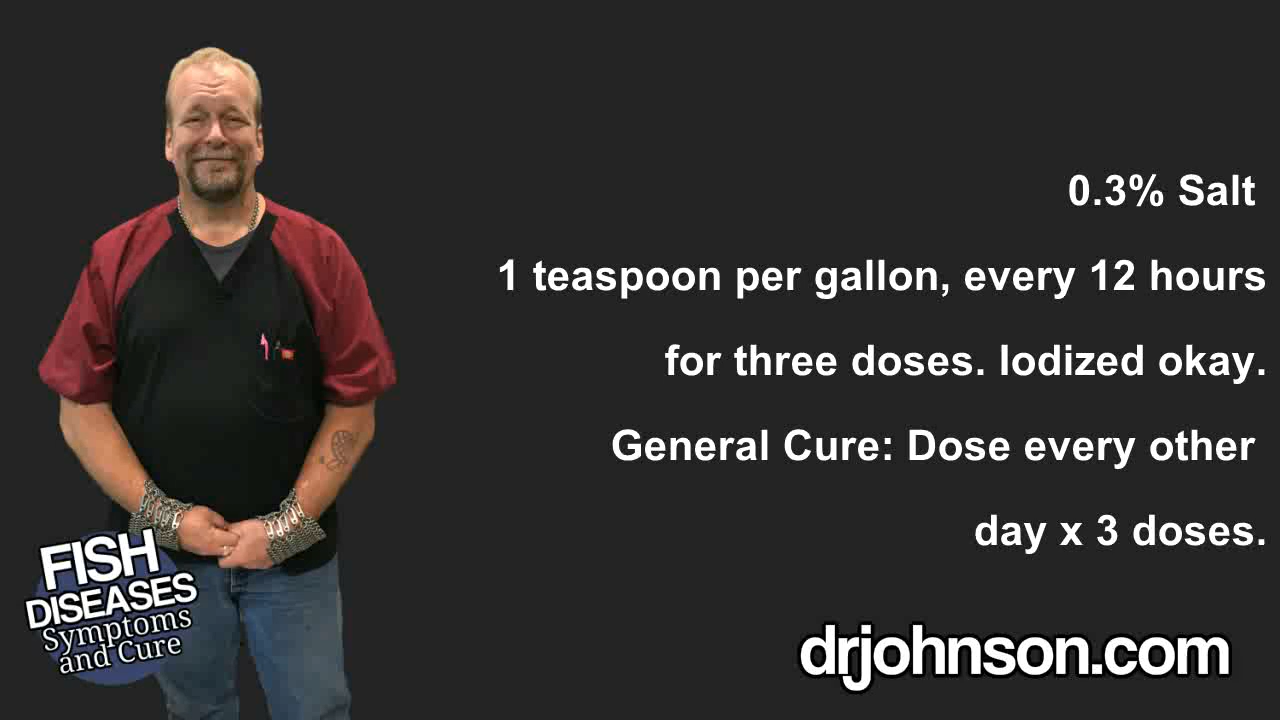 0.3% Salt
1 teaspoon per gallon, every 12 hours
for three doses. Iodized okay.
General Cure: Dose every other
day x 3 doses.
FISH
DISEASES
Symptoms
and Cure
drjohnson.com